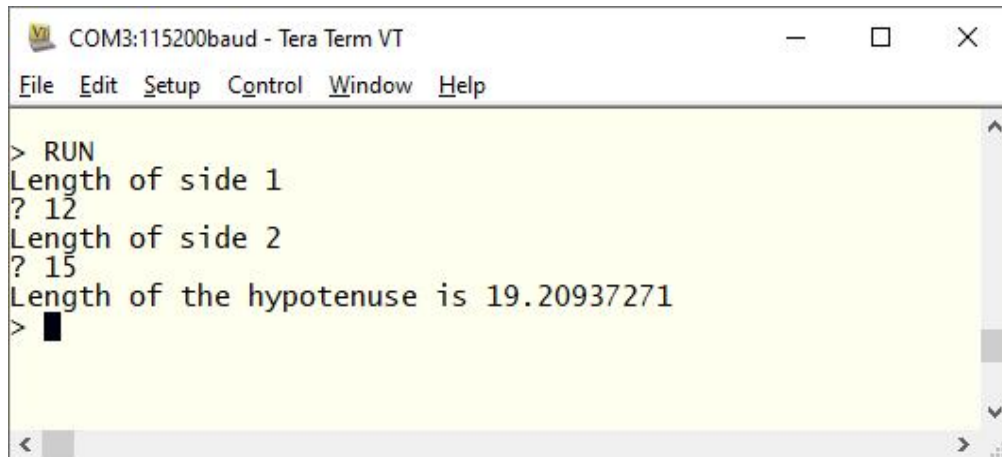 COM3:115200baud - Tera Term VT
File Edit Setup Control Window Help
> RUN
Length of side 1
? 12
Length of side 2
? 15
Length of the hypotenuse is 19.20937271
>